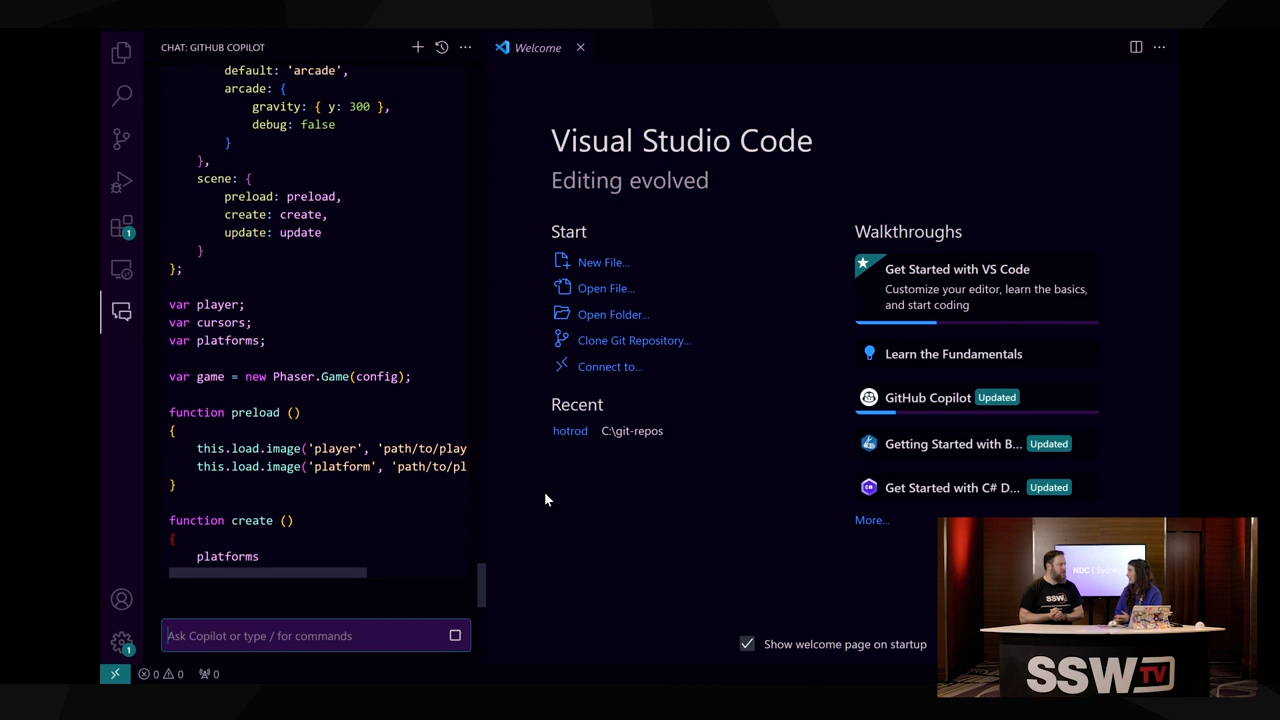 CHAT: GITHUB COPILOT
Welcome
default: 'arcade',
arcade: {
gravity: { y: 300 },
debug: false
}
},
scene: {
preload: preload,
create: create,
update: update
}
};
var player;
var cursors;
var platforms;
var game = new Phaser.Game(config);
function preload ()
{
this.load.image('player', 'path/to/play
this.load.image('platform', 'path/to/pl
}
function create ()
{
platforms
Ask Copilot or type / for commands
1
1
0 0 0
Visual Studio Code
Editing evolved
Start
New File...
Open File...
Open Folder...
Clone Git Repository...
Connect to...
Recent
hotrod C:\git-repos
Walkthroughs
Get Started with VS Code
Customize your editor, learn the basics,
and start coding
Learn the Fundamentals
GitHub Copilot Updated
Getting Started with B... Updated
Get Started with C# D... Updated
More...
Show welcome page on startup
NDC { Sydney
SSW
SSW TV